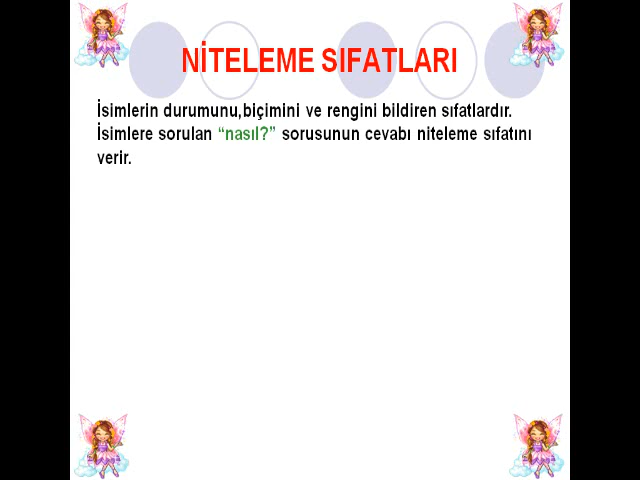 NİTELEME SIFATLARI
İsimlerin durumunu,biçimini ve rengini bildiren sıfatlardır.
İsimlere sorulan “nasıl?” sorusunun cevabı niteleme sıfatını
verir.